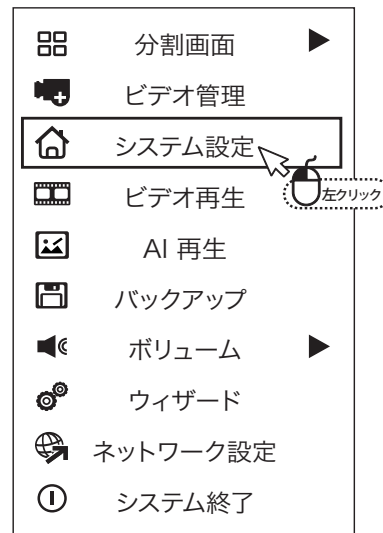 分割画面
ビデオ管理
システム設定
左クリック
ビデオ再生
AI 再生
バックアップ
ボリューム
ウィザード
ネットワーク設定
システム終了